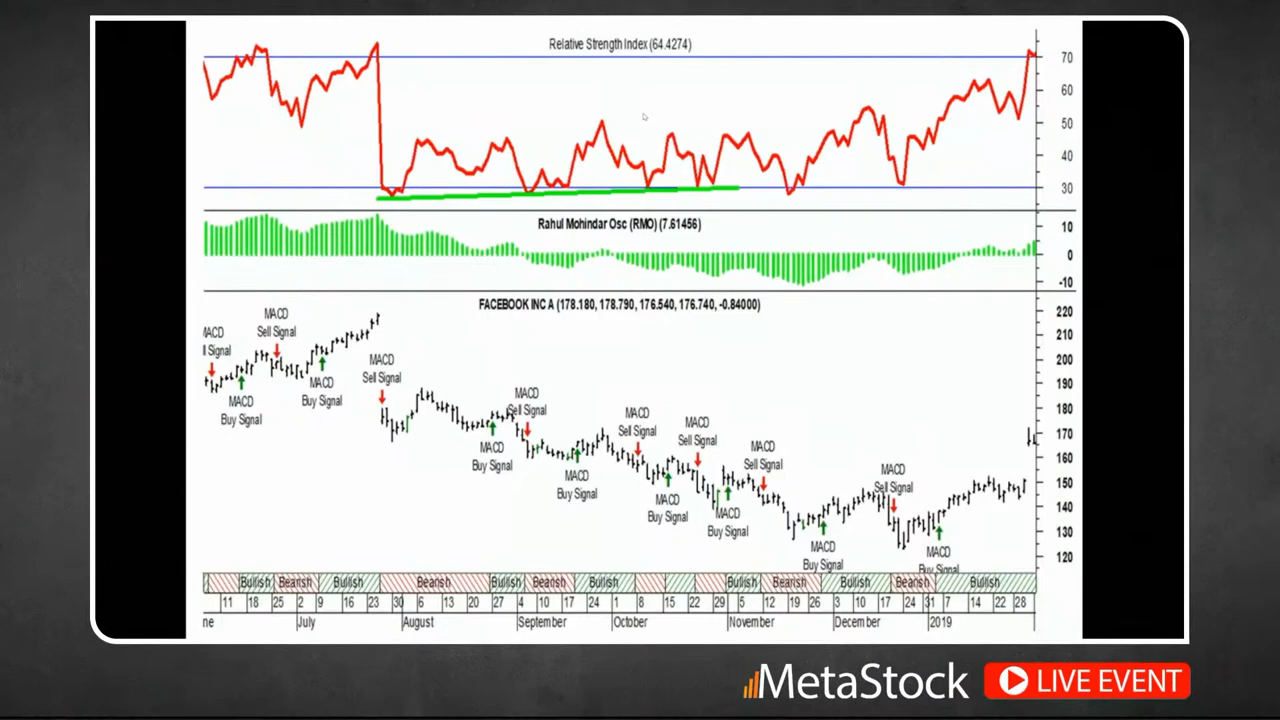 Relative Strength Index (64.4274)
70
60
50
40
30
Rahul Mohindar Osc (RMO) (7.61456)
10
0
-10
FACEBOOK INC A (178.180, 178.790, 176.540, 176.740, -0.84000)
220
210
200
190
180
170
160
150
140
130
120
MACD
Sell Signal
MACD
Buy Signal
MACD
Sell Signal
MACD
Buy Signal
MACD
Sell Signal
MACD
Buy Signal
MACD
Sell Signal
MACD
Buy Signal
MACD
Sell Signal
MACD
Buy Signal
MACD
Sell Signal
MACD
Buy Signal
MACD
Sell Signal
MACD
Buy Signal
MACD
Sell Signal
MACD
Buy Signal
Bullish Bearish Bullish Bearish Bullish Bearish Bullish Bullish Bearish Bullish Bearish Bullish
11 18 25 2 9 16 23 30 6 13 20 27 4 10 17 24 1 8 15 22 29 5 12 19 26 3 10 17 24 31 7 14 22 28
ne July August September October November December 2019
MetaStock
LIVE EVENT